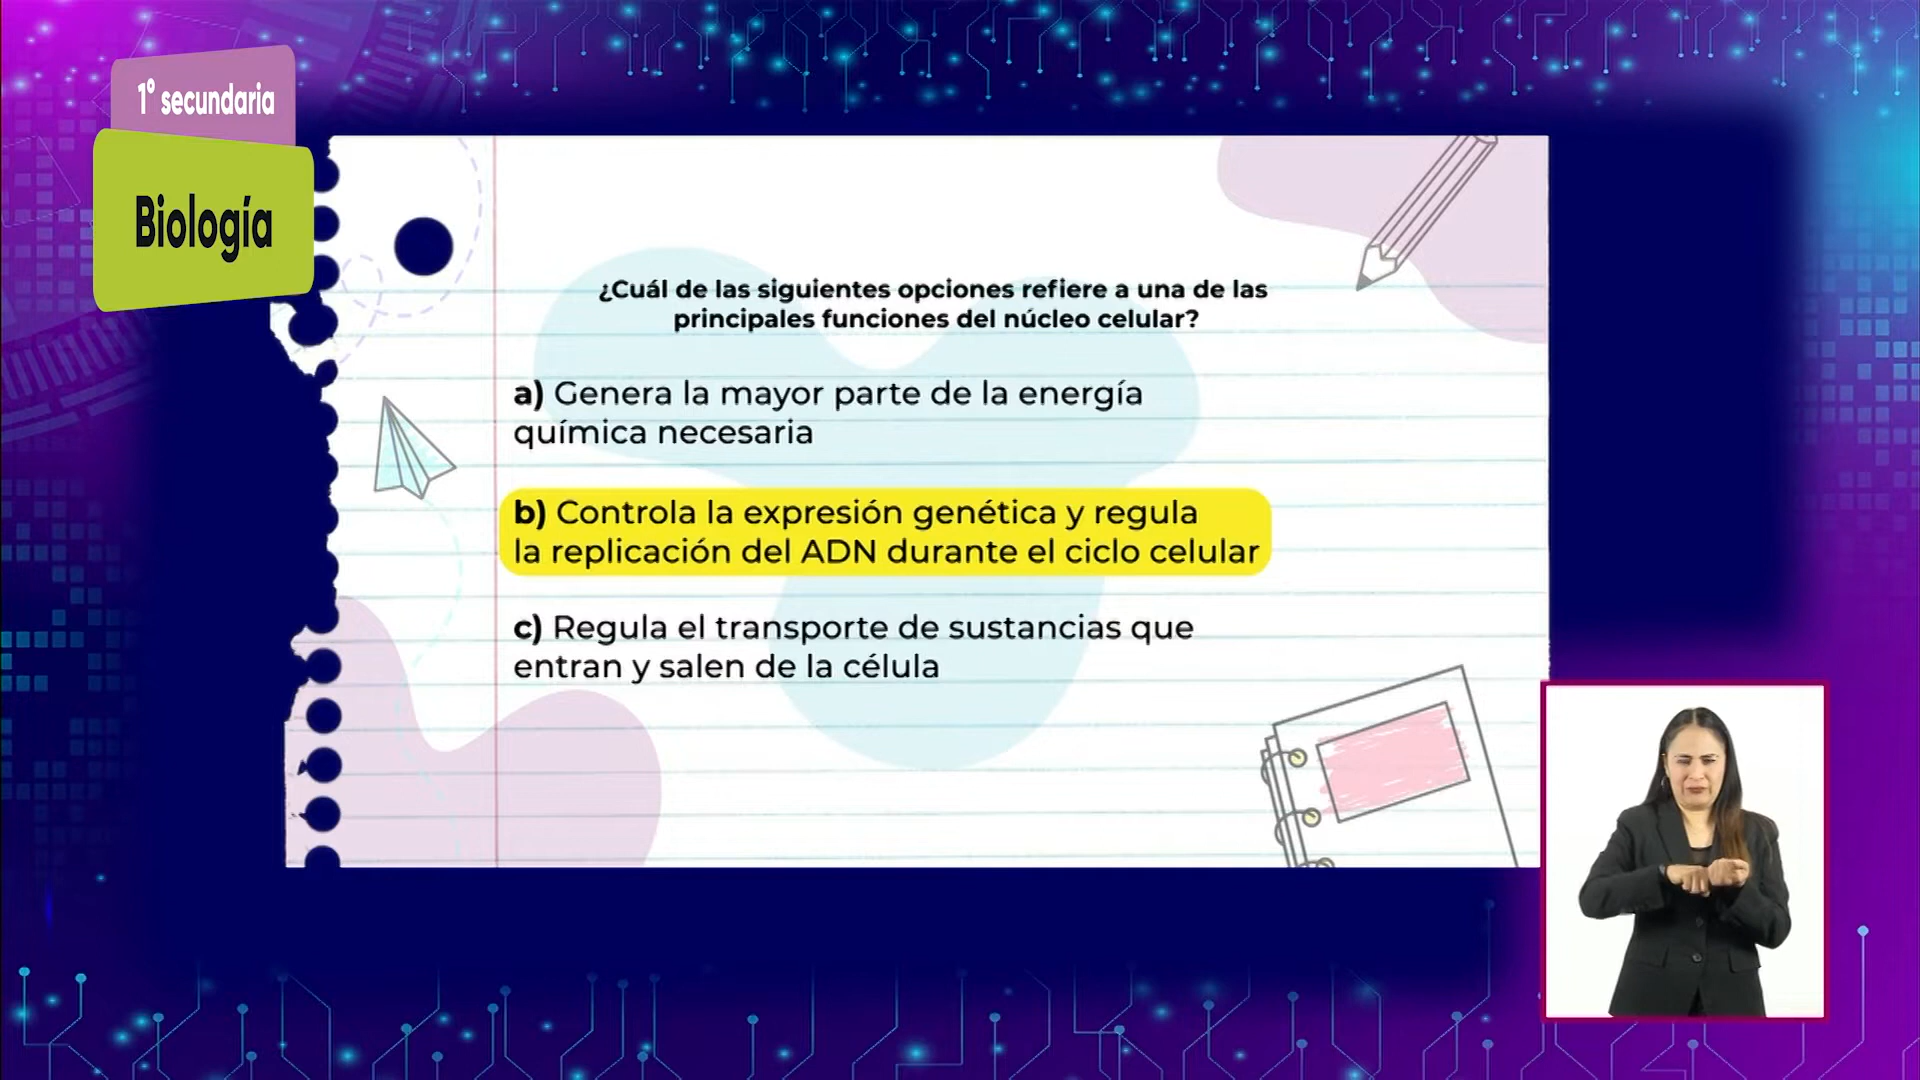 1° secundaria
Biología
¿Cuál de las siguientes opciones refiere a una de las
principales funciones del núcleo celular?
a) Genera la mayor parte de la energía
química necesaria
b) Controla la expresión genética y regula
la replicación del ADN durante el ciclo celular
c) Regula el transporte de sustancias que
entran y salen de la célula